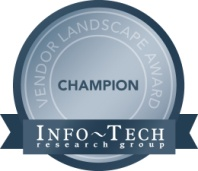 VENDOR LANDSCAPE AWARD
CHAMPION
INFO~TECH
research group